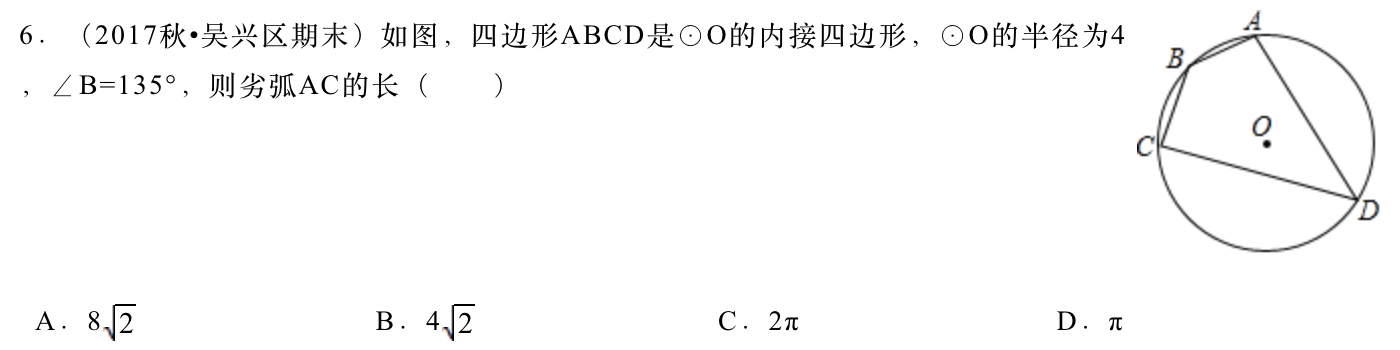 6．（2017秋•吴兴区期末）如图，四边形ABCD是⊙O的内接四边形，⊙O的半径为4
，∠B=135°，则劣弧AC的长（　　）
A
B
O
C
D
A．8√2
B．4√2
C．2π
D．π